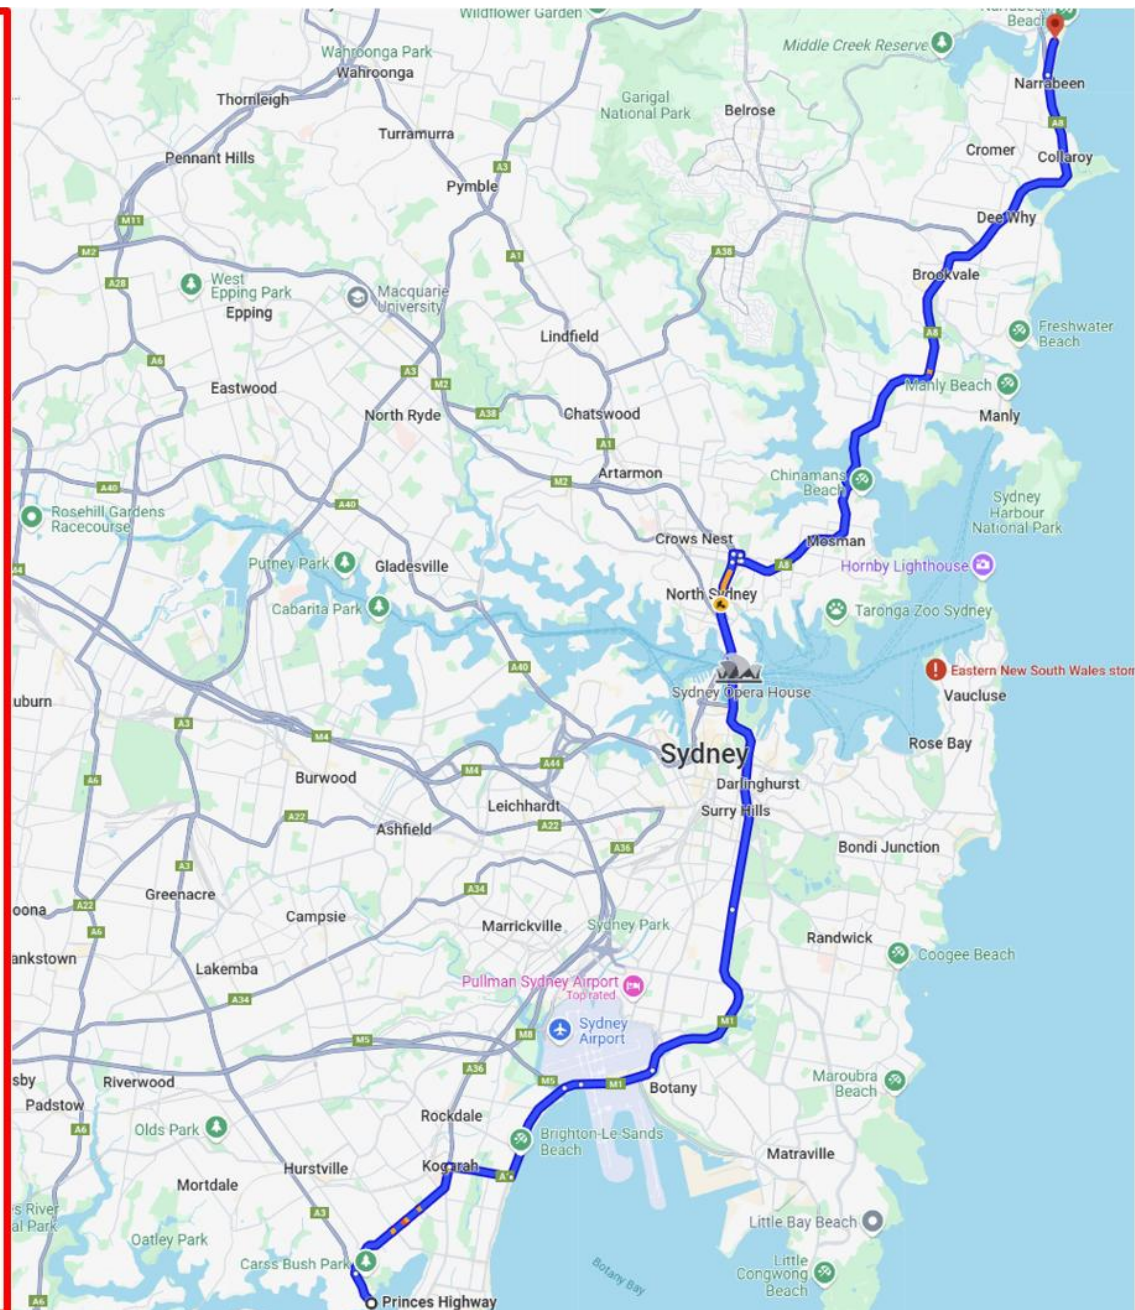 Wildflower Garden
Narrabeen
Beach
Middle Creek Reserve
Wahroonga Park
Wahroonga
Narrabeen
Thornleigh
Garigal
National Park
Belrose
A8
Turramurra
Cromer
Collaroy
Pennant Hills
A3
Pymble
M11
Dee Why
M2
A1
A38
A28
West
Epping Park
Macquarie
University
Brookvale
Epping
Lindfield
A8
Freshwater
Beach
A6
A3
Eastwood
M2
Manly Beach
North Ryde
A38
Chatswood
Manly
A1
Artarmon
Chinamans
Beach
A40
M2
Sydney
Harbour
National Park
Rosehill Gardens
Racecourse
A40
Crows Nest
Mosman
M4
Putney Park
Gladesville
A8
Hornby Lighthouse
North Sydney
Cabarita Park
Taronga Zoo Sydney
A40
Eastern New South Wales stor
Sydney Opera House
Vaucluse
uburn
A3
M4
Rose Bay
Sydney
A44
M4
A6
Burwood
Darlinghurst
Leichhardt
Surry Hills
A22
Ashfield
A22
A36
Bondi Junction
A3
Greenacre
A34
oona
A22
Campsie
Marrickville
Sydney Park
A6
Randwick
ankstown
Coogee Beach
Lakemba
Pullman Sydney Airport
Top rated
A34
M1
Sydney
Airport
M8
M5
A36
M5
M1
sby
Riverwood
Botany
Maroubra
Beach
Padstow
Rockdale
A6
Olds Park
Brighton-Le-Sands
Beach
Matraville
Hurstville
Kogarah
Mortdale
s River
al Park
A3
Little Bay Beach
Oatley Park
Carss Bush Park
Little
Congwong
Beach
Botany Bay
A6
Princes Highway